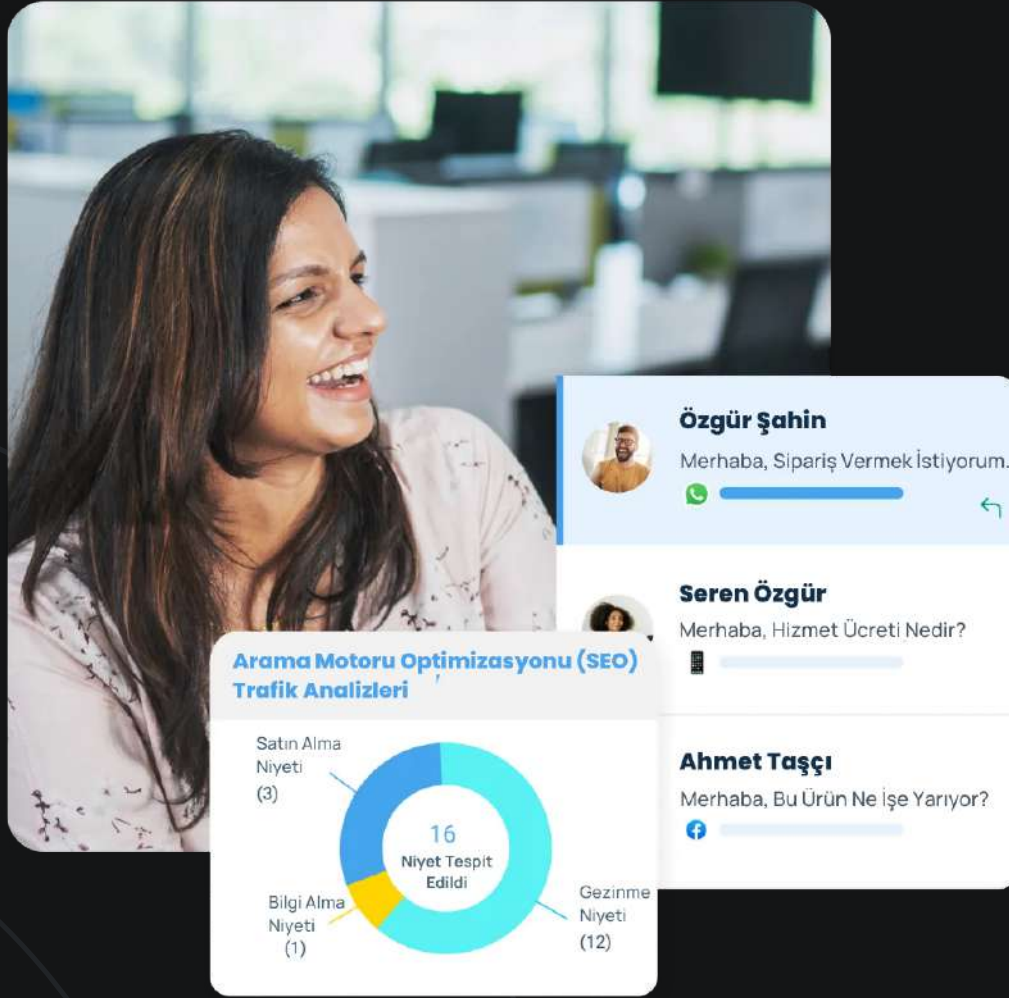 Özgür Şahin
Merhaba, Sipariş Vermek İstiyorum.
Seren Özgür
Merhaba, Hizmet Ücreti Nedir?
Ahmet Taşçı
Merhaba, Bu Ürün Ne İşe Yarıyor?
Arama Motoru Optimizasyonu (SEO)
Trafik Analizleri
Satın Alma
Niyeti
(3)
16
Niyet Tespit
Edildi
Bilgi Alma
Niyeti
(1)
Gezinme
Niyeti
(12)